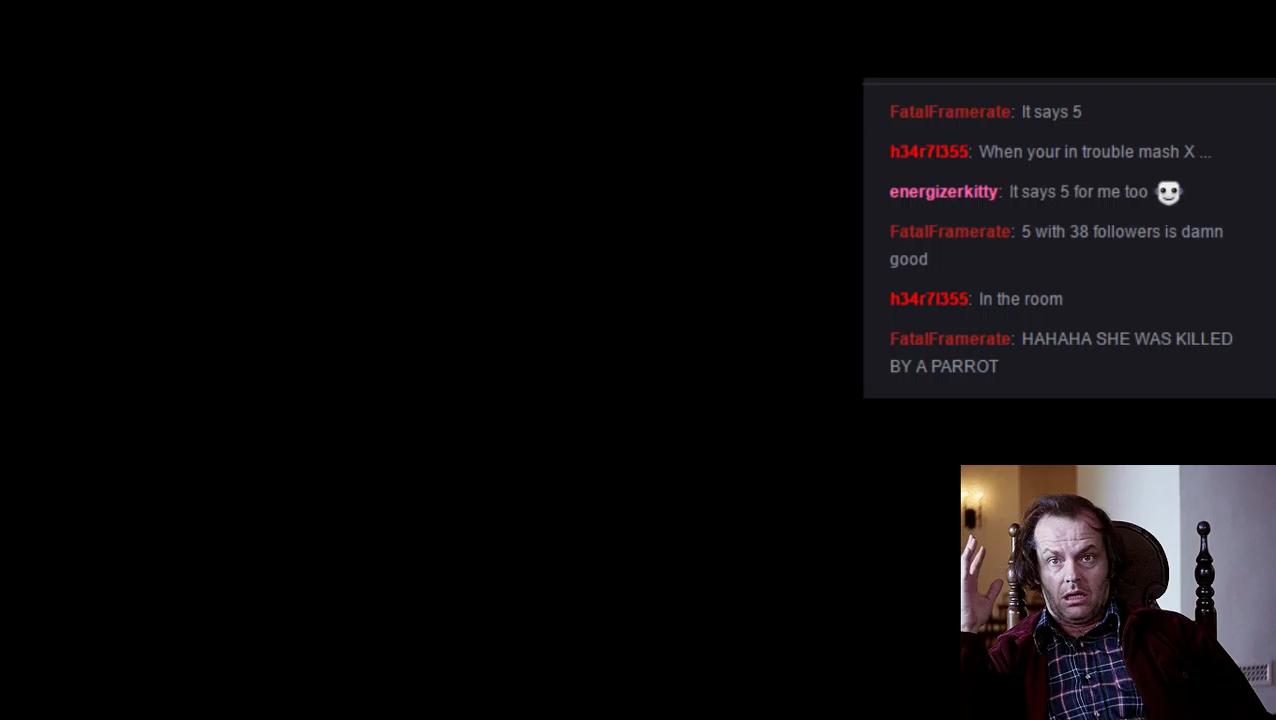 FatalFramerate: It says 5
h34r7l355: When your in trouble mash X ...
energizerkitty: It says 5 for me too
FatalFramerate: 5 with 38 followers is damn
good
h34r7l355: In the room
FatalFramerate: HAHAHA SHE WAS KILLED
BY A PARROT